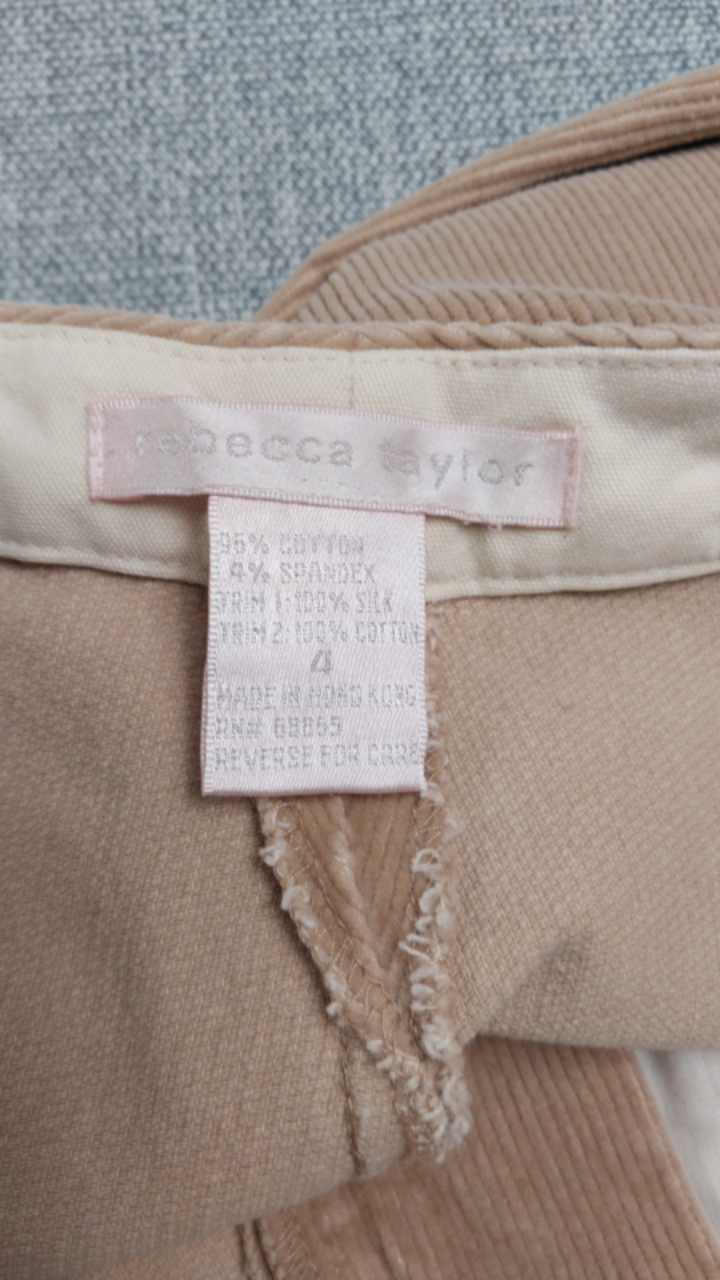 rebecca taylor
96% COTTON
4% SPANDEX
TRIM 1:100% SILK
TRIM 2:100% COTTON
4
MADE IN HONG KONG
RN#
REVERSE FOR CARE